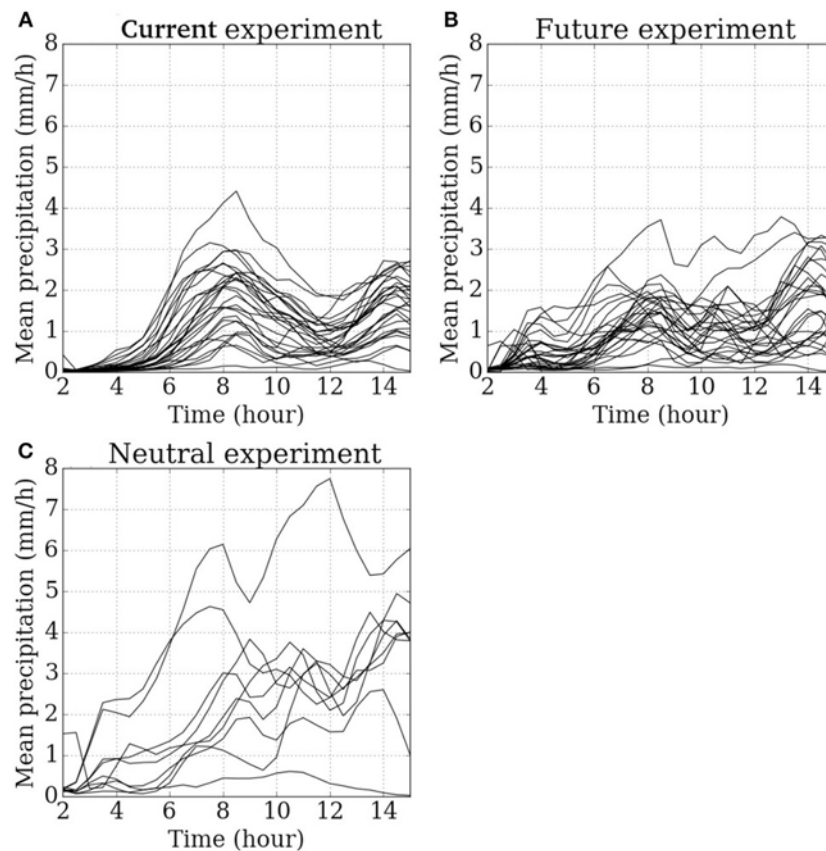 A
Current experiment
Mean precipitation (mm/h)
8
7
6
5
4
3
2
1
0
2 4 6 8 10 12 14
Time (hour)
B
Future experiment
Mean precipitation (mm/h)
8
7
6
5
4
3
2
1
0
2 4 6 8 10 12 14
Time (hour)
C
Neutral experiment
Mean precipitation (mm/h)
8
7
6
5
4
3
2
1
0
2 4 6 8 10 12 14
Time (hour)